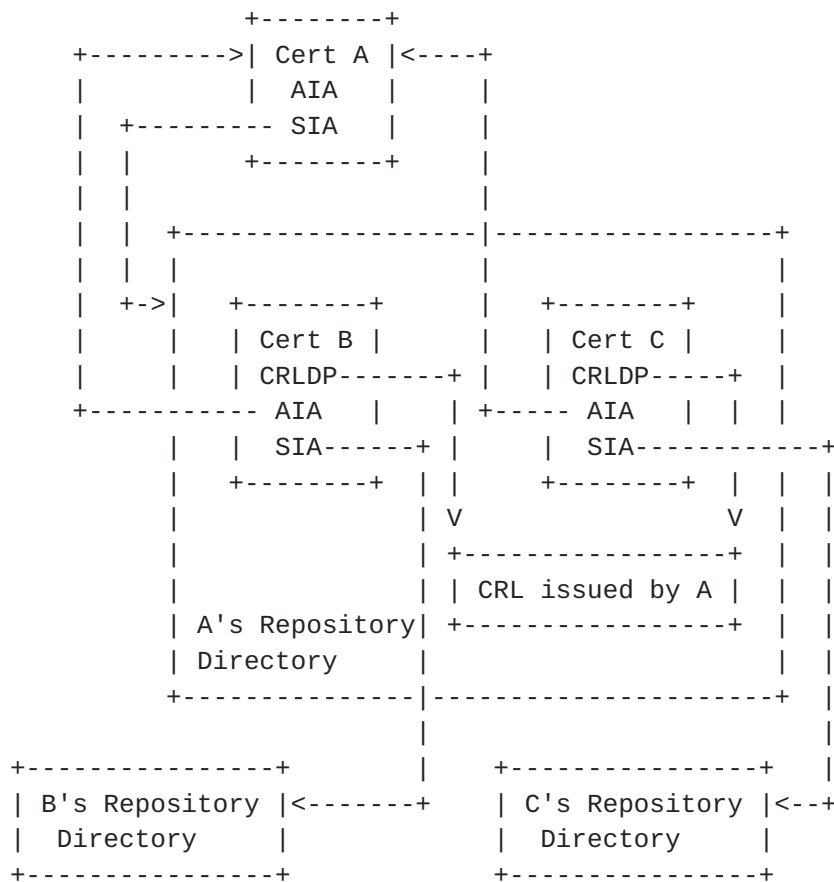 Cert A
AIA
SIA
Cert B
Cert C
CRLDP
CRLDP
AIA
AIA
SIA
SIA
V
V
CRL issued by A
A's Repository
Directory
B's Repository
C's Repository
Directory
Directory